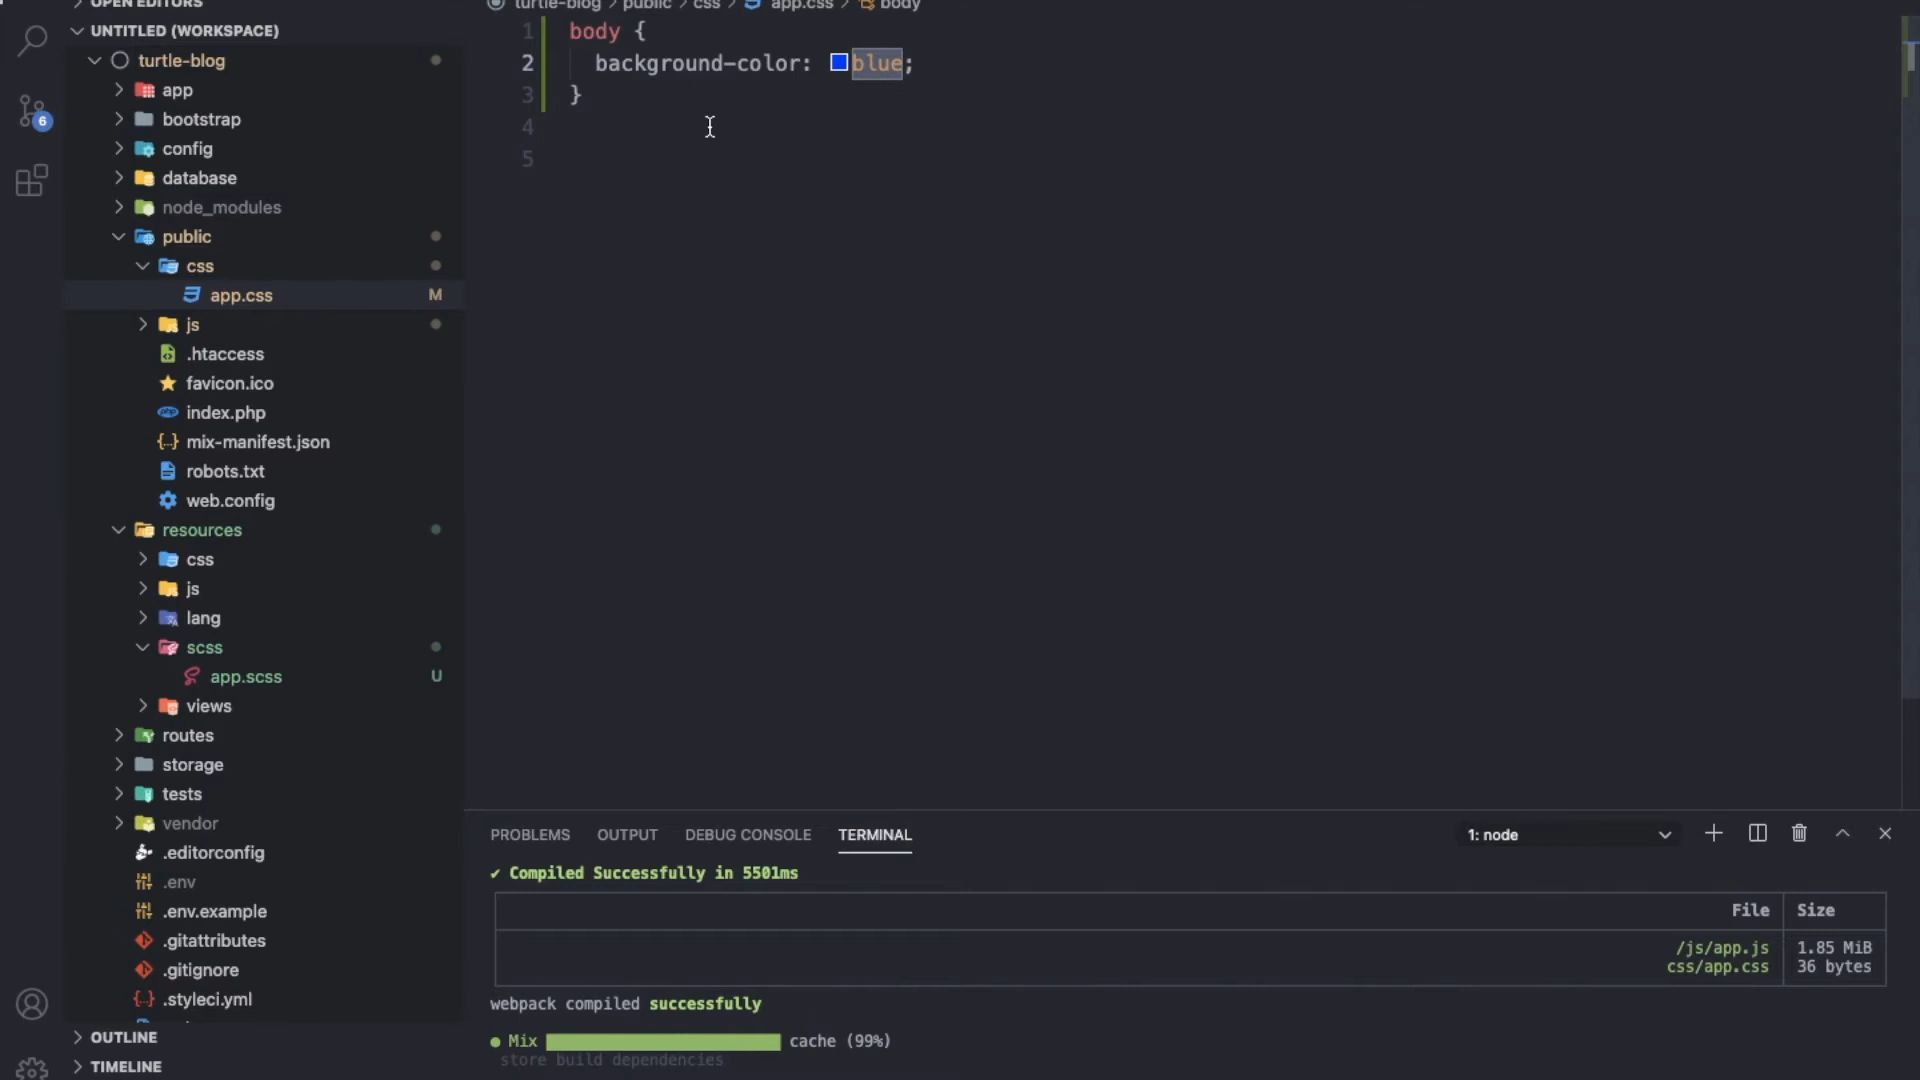 OPEN EDITORS
UNTITLED (WORKSPACE)
turtle-blog
app
bootstrap
config
database
node_modules
public
css
app.css M
js
.htaccess
favicon.ico
index.php
mix-manifest.json
robots.txt
web.config
resources
css
js
lang
scss
app.scss U
views
routes
storage
tests
vendor
.editorconfig
.env
.env.example
.gitattributes
.gitignore
.styleci.yml
OUTLINE
TIMELINE
6
turtle-blog > public > css > app.css > body
1 body {
2 background-color: blue;
3 }
4
5
PROBLEMS OUTPUT DEBUG CONSOLE TERMINAL 1: node
✔ Compiled Successfully in 5501ms
File Size
/js/app.js 1.85 MiB
css/app.css 36 bytes
webpack compiled successfully
● Mix cache (99%)
store build dependencies